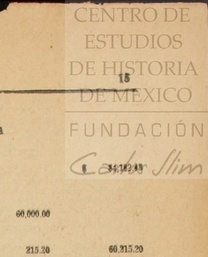 CENTRO DE
ESTUDIOS
DE HISTORIA
15
DE MÉXICO
FUNDACIÓN
Carlos Slim
60,000.00
215.20 60,215.20